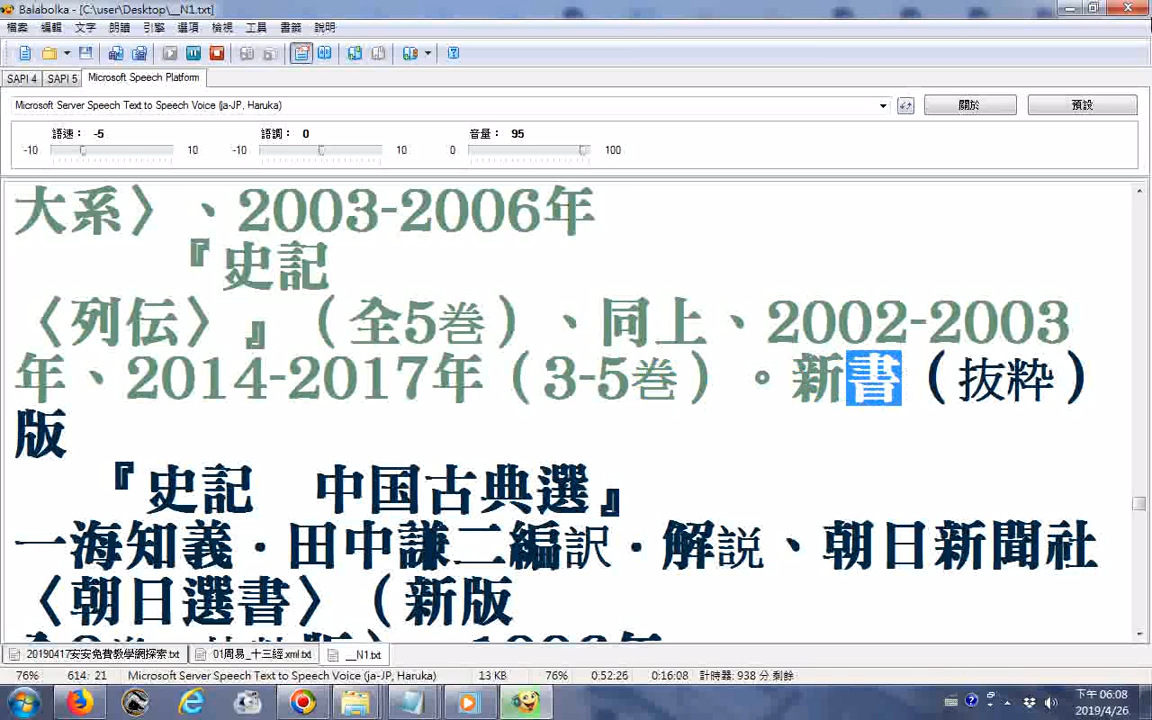 Balabolka - [C:\user\Desktop\__N1.txt]
檔案 編輯 文字 朗讀 引擎 選項 檢視 工具 書籤 說明
SAPI 4 SAPI 5 Microsoft Speech Platform
Microsoft Server Speech Text to Speech Voice (ja-JP, Haruka) 關於 預設
語速： -5 語調： 0 音量： 95
-10 10 -10 10 0 100
大系〉、2003-2006年
『史記
〈列伝〉』（全5巻）、同上、2002-2003
年、2014-2017年（3-5巻）。新書（抜粋）
版
『史記　中国古典選』
一海知義・田中謙二編訳・解説、朝日新聞社
〈朝日選書〉（新版
20190417安安免費教學網探索.txt 01周易_十三經.xml.txt __N1.txt
76% 614: 21 Microsoft Server Speech Text to Speech Voice (ja-JP, Haruka) 13 KB 76% 0:52:26 0:16:08 計時器: 938 分 剩餘
下午 06:08
2019/4/26